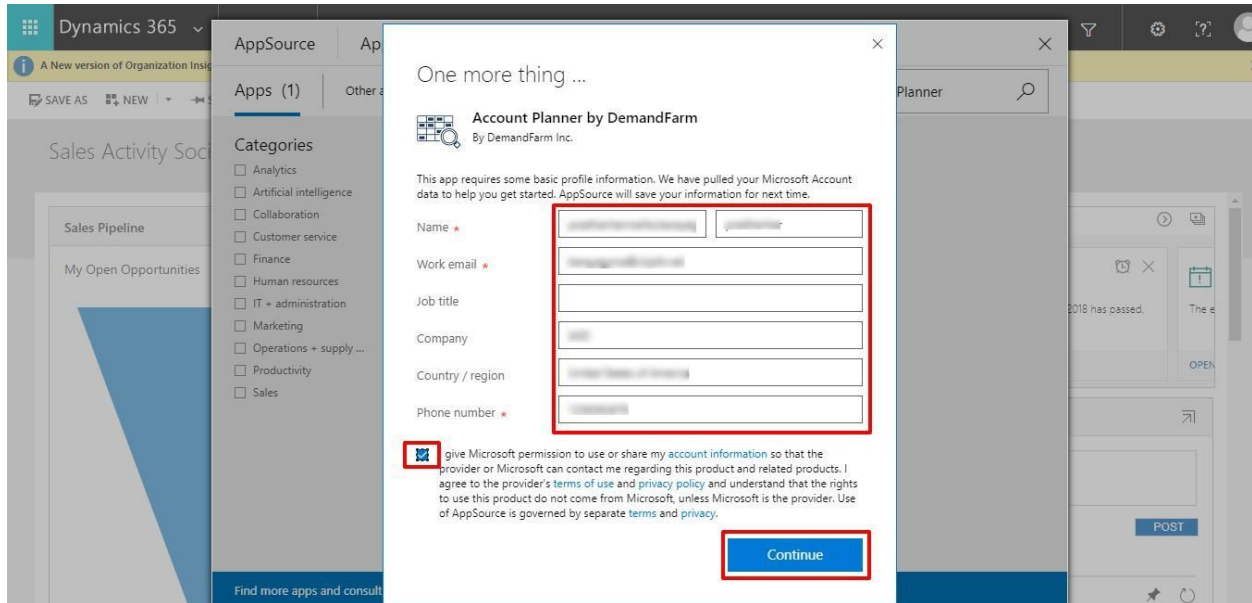 Dynamics 365
AppSource
Ap
A New version of Organization Insig
Apps (1)
Other a
Planner
SAVE AS
NEW
Sales Activity Soci
Categories
Analytics
Artificial intelligence
Collaboration
Customer service
Finance
Human resources
IT + administration
Marketing
Operations + supply ...
Productivity
Sales
Sales Pipeline
My Open Opportunities
One more thing ...
Account Planner by DemandFarm
By DemandFarm Inc.
This app requires some basic profile information. We have pulled your Microsoft Account
data to help you get started. AppSource will save your information for next time.
Name *
Work email *
Job title
Company
Country / region
Phone number *
give Microsoft permission to use or share my account information so that the
provider or Microsoft can contact me regarding this product and related products. I
agree to the provider's terms of use and privacy policy and understand that the rights
to use this product do not come from Microsoft, unless Microsoft is the provider. Use
of AppSource is governed by separate terms and privacy.
Continue
2018 has passed.
The e
OPEN
POST
Find more apps and consult